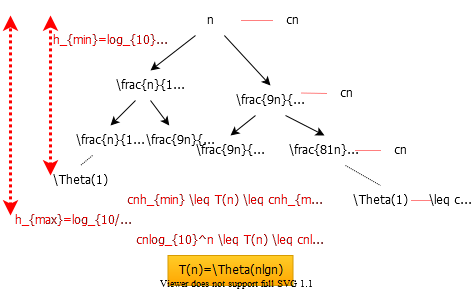 n cn
h_{min}=log_{10}...
\frac{n}{1...
\frac{9n}{... cn
\frac{n}{1... \frac{9n}{... \frac{9n}{... \frac{81n}... cn
\Theta(1)
\Theta(1) \leq c...
cnh_{min} \leq T(n) \leq cnh_{m...
h_{max}=log_{10/...
cnlog_{10}^n \leq T(n) \leq cnl...
T(n)=\Theta(nlgn)
Viewer does not support full SVG 1.1